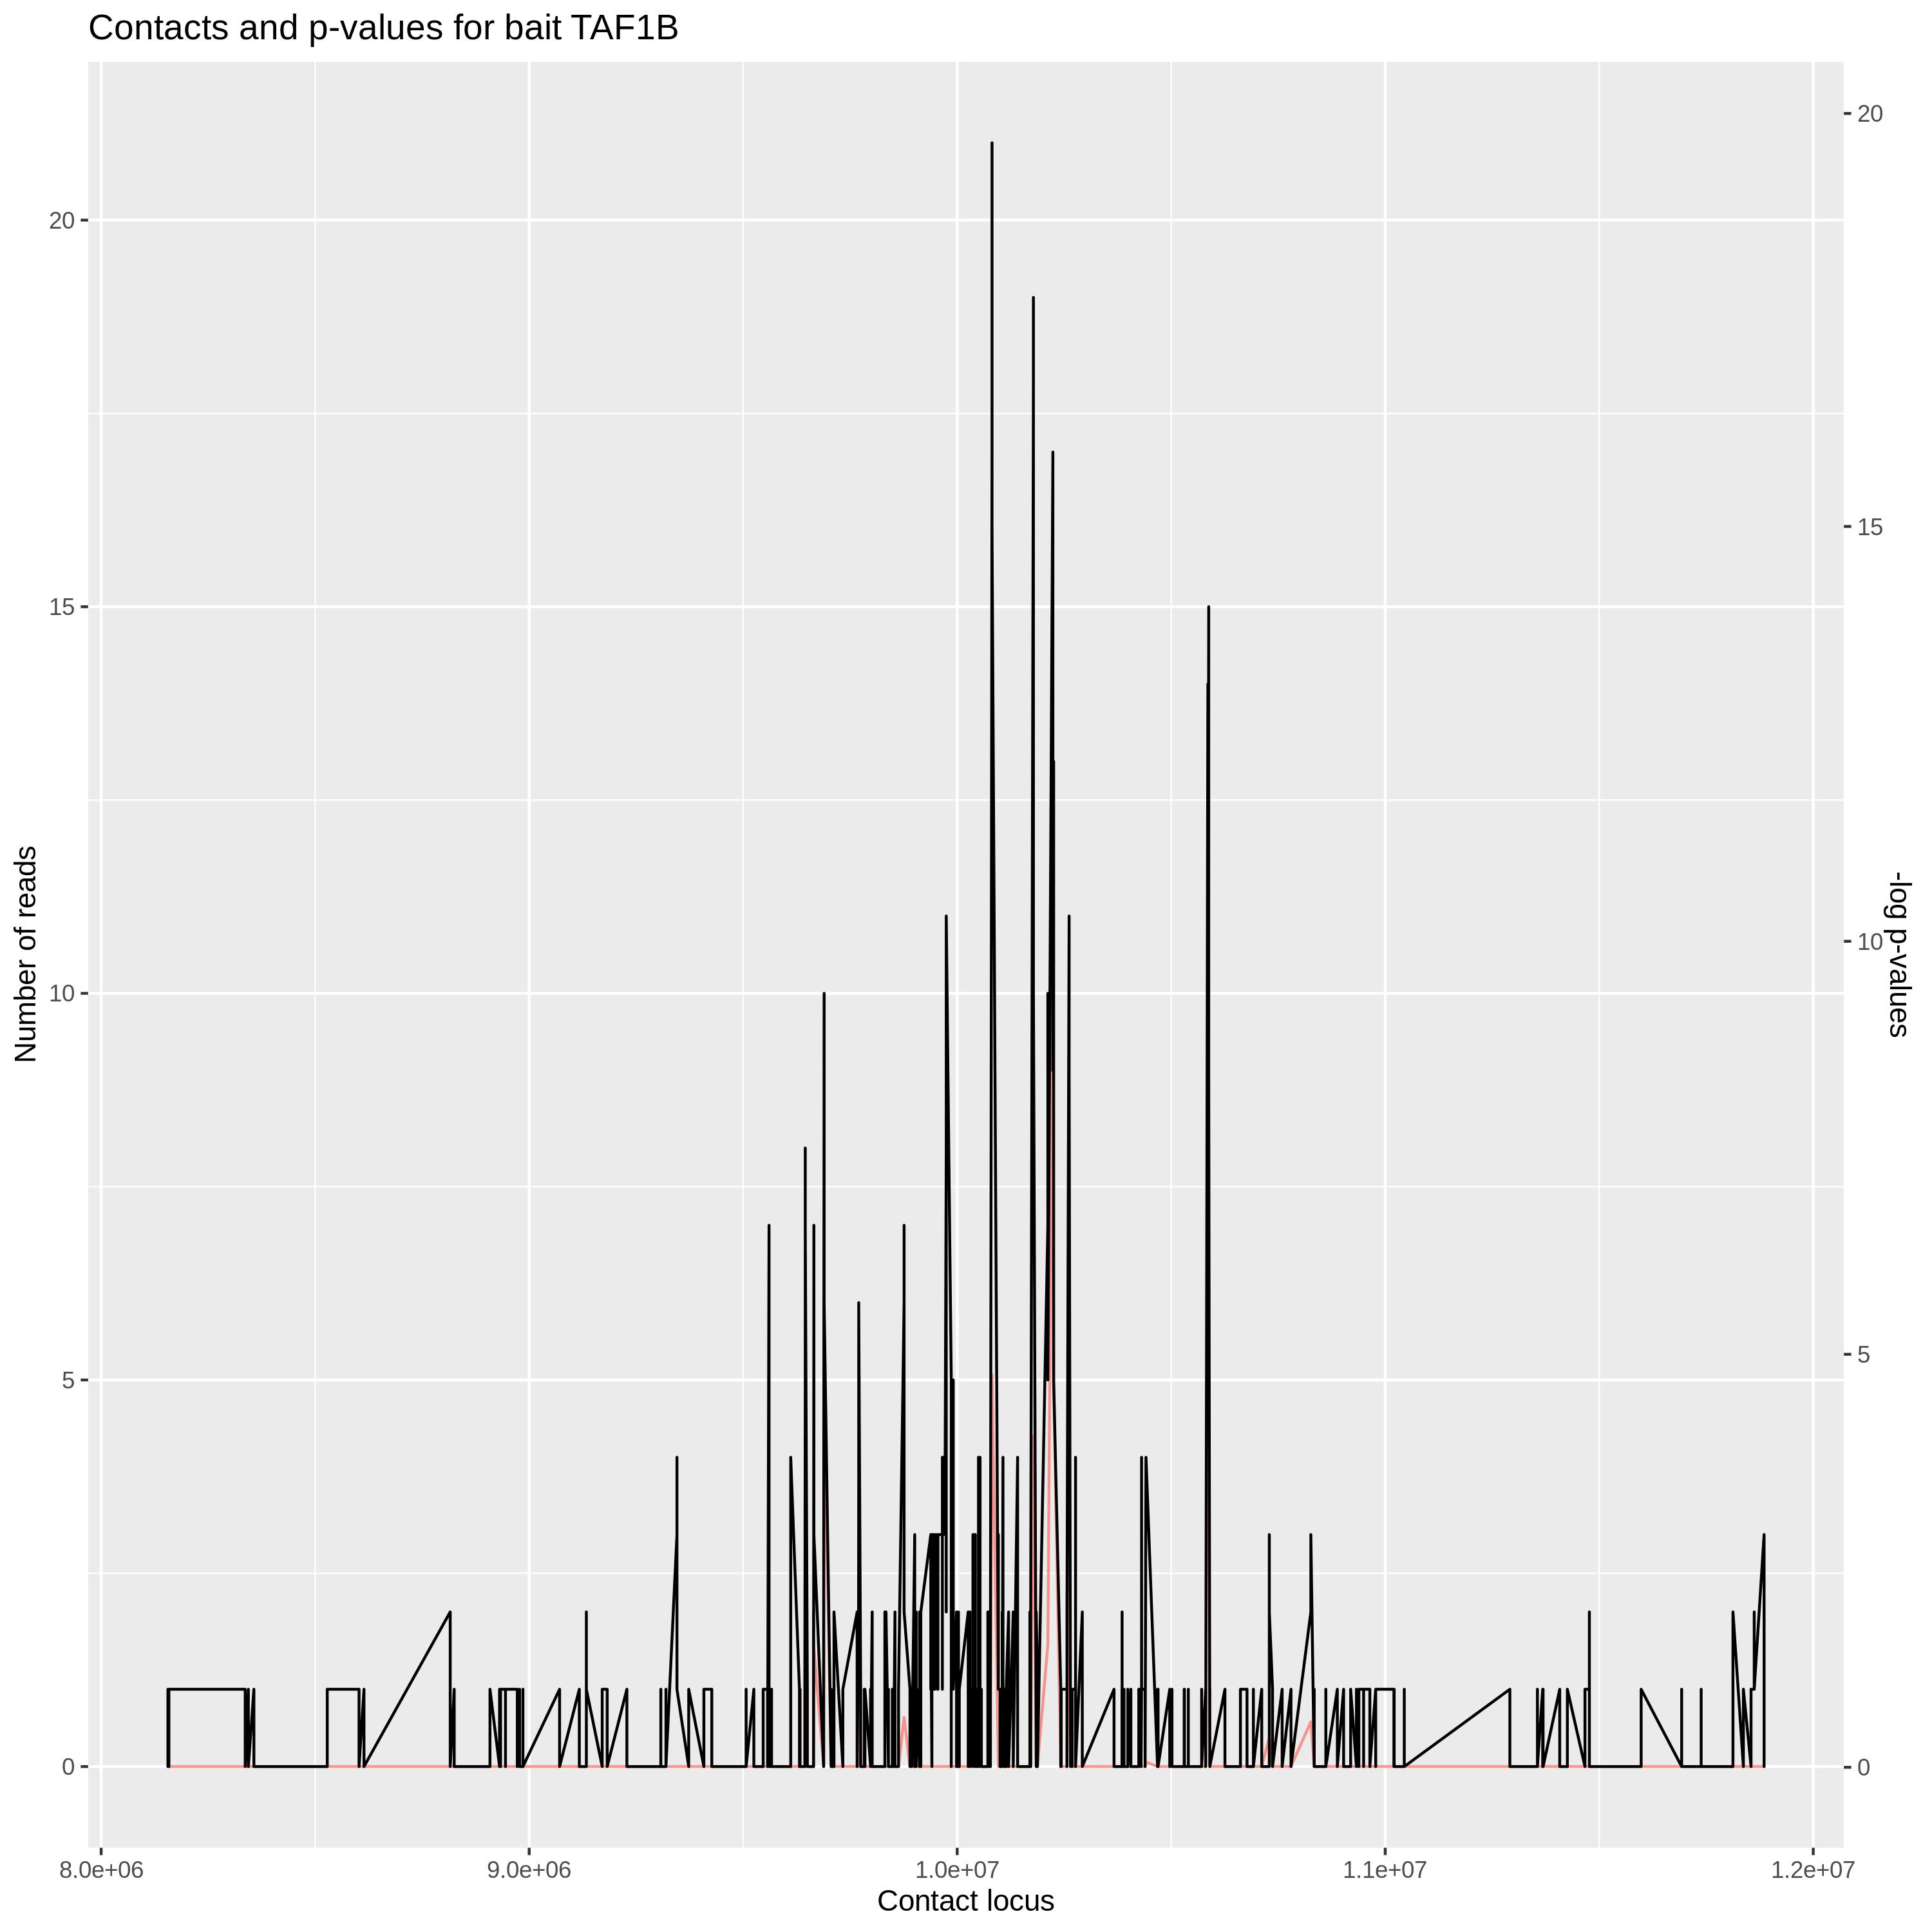 Contacts and p-values for bait TAF1B
Number of reads
20
15
10
5
0
20
15
10
5
0
-log p-values
8.0e+06 9.0e+06 1.0e+07 1.1e+07 1.2e+07
Contact locus